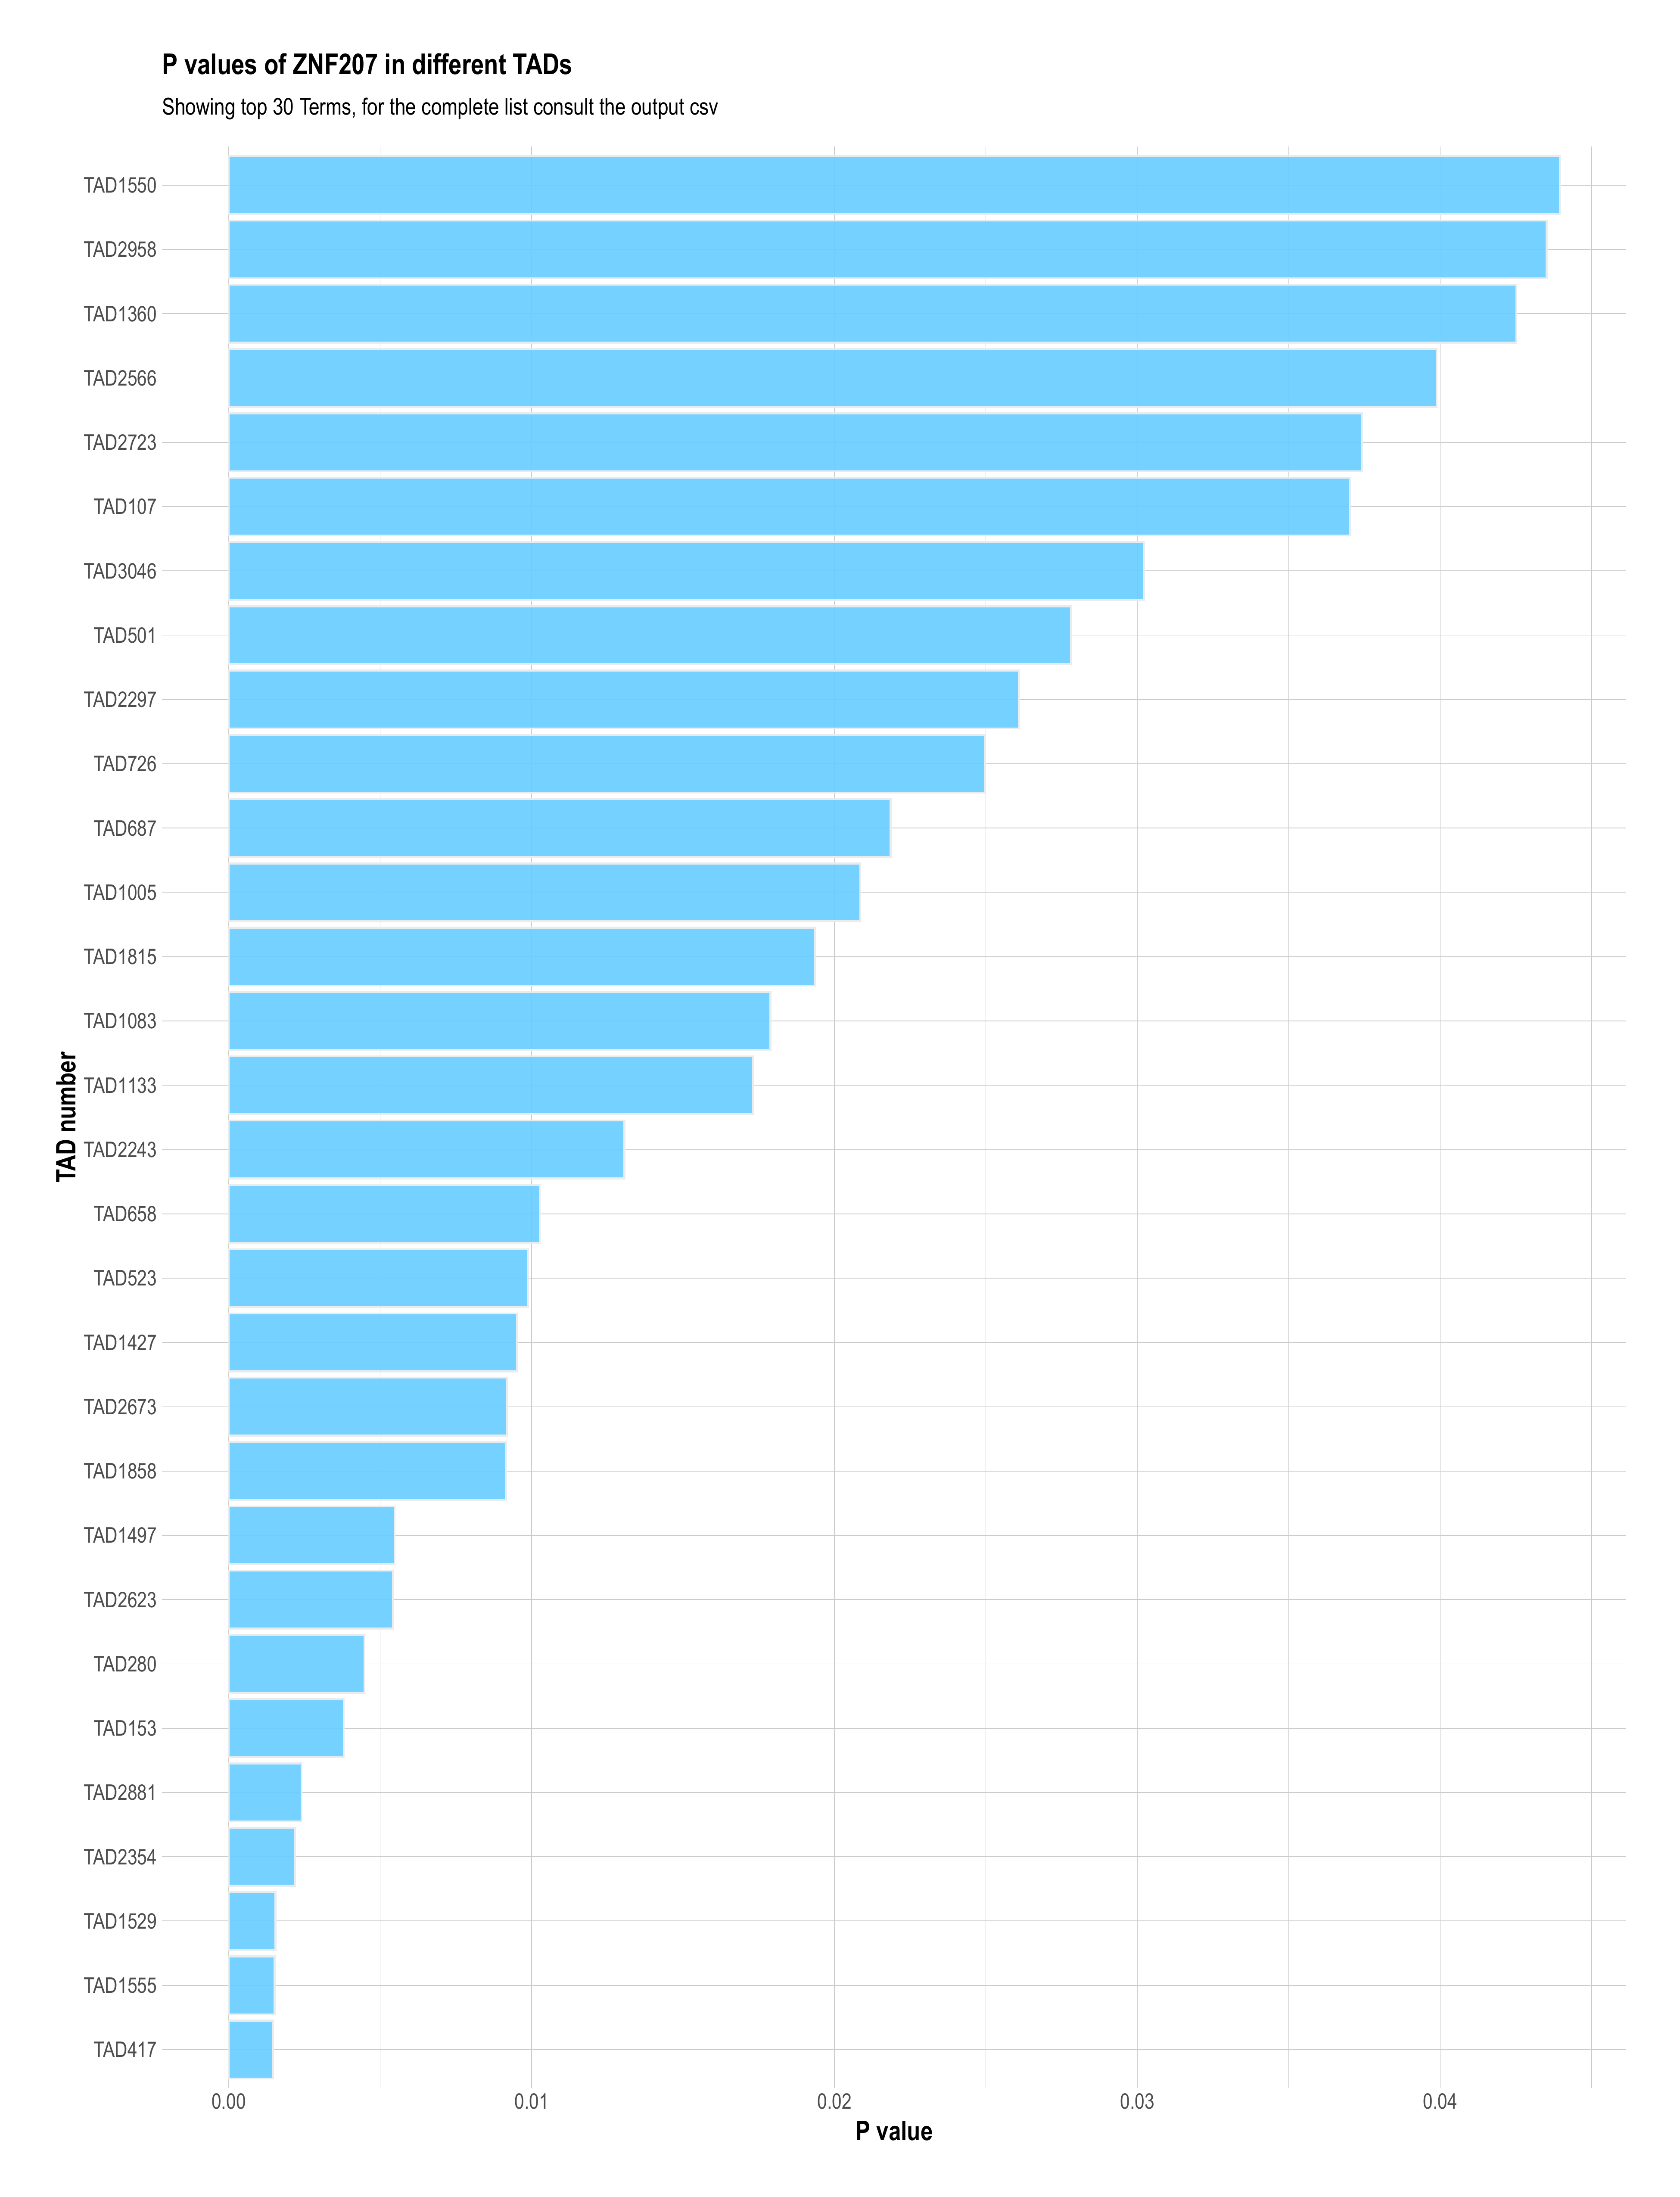 P values of ZNF207 in different TADs
Showing top 30 Terms, for the complete list consult the output csv
TAD number
TAD1550
TAD2958
TAD1360
TAD2566
TAD2723
TAD107
TAD3046
TAD501
TAD2297
TAD726
TAD687
TAD1005
TAD1815
TAD1083
TAD1133
TAD2243
TAD658
TAD523
TAD1427
TAD2673
TAD1858
TAD1497
TAD2623
TAD280
TAD153
TAD2881
TAD2354
TAD1529
TAD1555
TAD417
0.00 0.01 0.02 0.03 0.04
P value